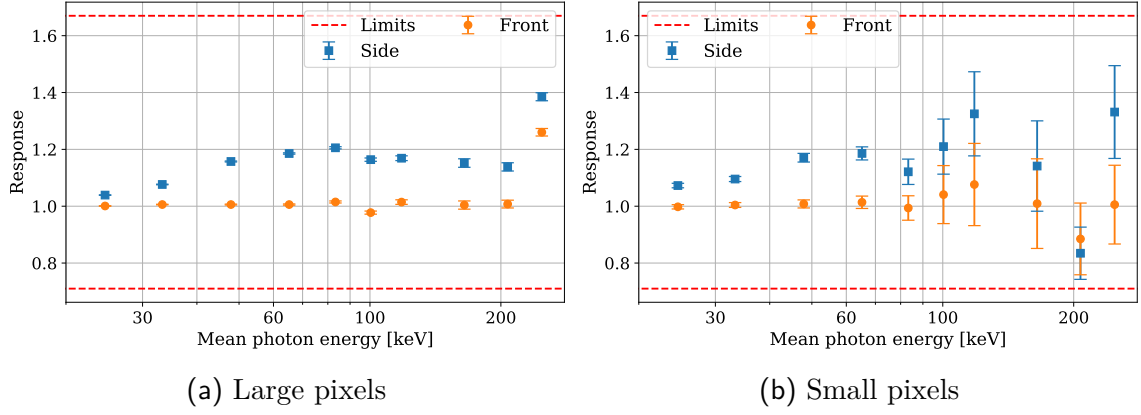 Limits
Side
Front
1.6
1.4
1.2
1.0
0.8
Response
30
60
100
200
Mean photon energy [keV]
(a) Large pixels
Limits
Side
Front
1.6
1.4
1.2
1.0
0.8
Response
30
60
100
200
Mean photon energy [keV]
(b) Small pixels